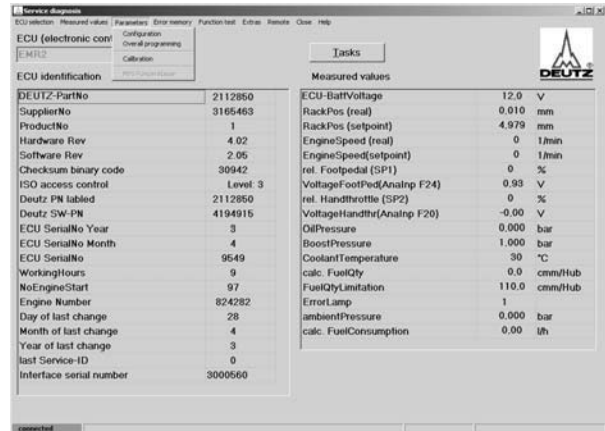 Service diagnosis
ECU selection Measured values Parameters Error memory Function test Extras Remote Close Help
Configuration
Overall programming
Calibration
ECU (electronic cont
EMR2
Tasks
DEUTZ
ECU identification
Measured values
DEUTZ-PartNo 2112850
SupplierNo 3165463
ProductNo 1
Hardware Rev 4.02
Software Rev 2.05
Checksum binary code 30942
ISO access control Level: 3
Deutz PN labled 2112850
Deutz SW-PN 4194915
ECU SerialNo Year 3
ECU SerialNo Month 4
ECU SerialNo 9549
WorkingHours 9
NoEngineStart 97
Engine Number 824282
Day of last change 28
Month of last change 4
Year of last change 3
last Service-ID 0
Interface serial number 3000560
ECU-BattVoltage 12,0 V
RackPos (real) 0,010 mm
RackPos (setpoint) 4,979 mm
EngineSpeed (real) 0 1/min
EngineSpeed(setpoint) 0 1/min
rel. Footpedal (SP1) 0 %
VoltageFootPed(AnaInp F24) 0,93 V
rel. Handthrottle (SP2) 0 %
VoltageHandthr(AnaInp F20) -0,00 V
OilPressure 0,000 bar
BoostPressure 1,000 bar
CoolantTemperature 30 °C
calc. FuelQty 0,0 cmm/Hub
FuelQtyLimitation 110,0 cmm/Hub
ErrorLamp 1
ambientPressure 0,000 bar
calc. FuelConsumption 0,00 l/h
connected